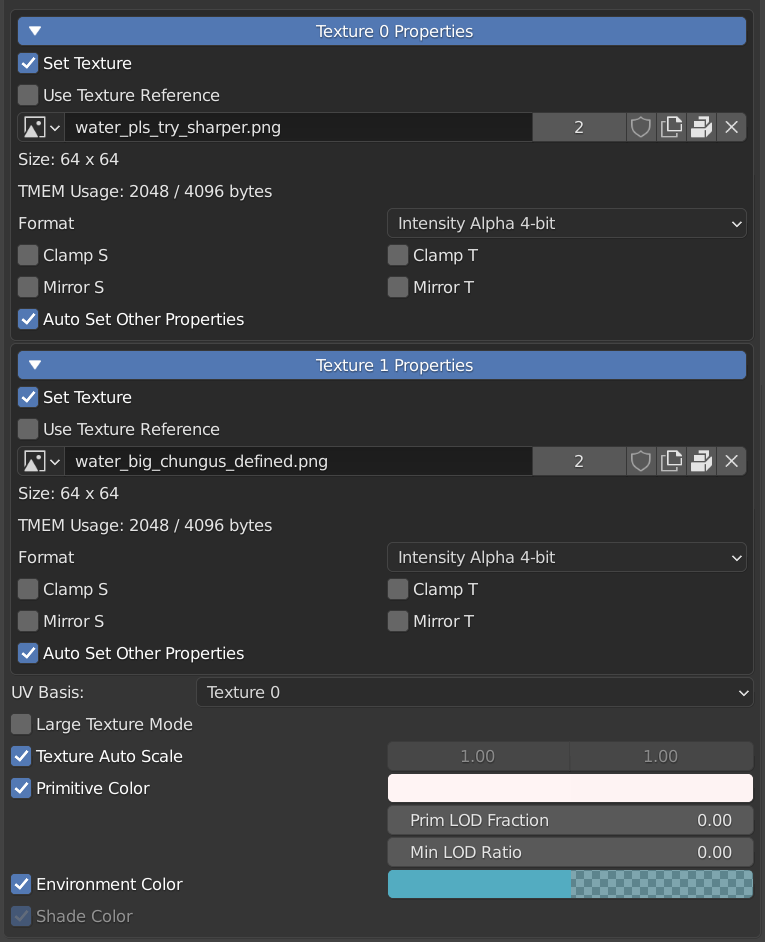 Texture 0 Properties
Set Texture
Use Texture Reference
water_pls_try_sharper.png 2
Size: 64 x 64
TMEM Usage: 2048 / 4096 bytes
Format Intensity Alpha 4-bit
Clamp S Clamp T
Mirror S Mirror T
Auto Set Other Properties
Texture 1 Properties
Set Texture
Use Texture Reference
water_big_chungus_defined.png 2
Size: 64 x 64
TMEM Usage: 2048 / 4096 bytes
Format Intensity Alpha 4-bit
Clamp S Clamp T
Mirror S Mirror T
Auto Set Other Properties
UV Basis: Texture 0
Large Texture Mode
Texture Auto Scale 1.00 1.00
Primitive Color
Prim LOD Fraction 0.00
Min LOD Ratio 0.00
Environment Color
Shade Color